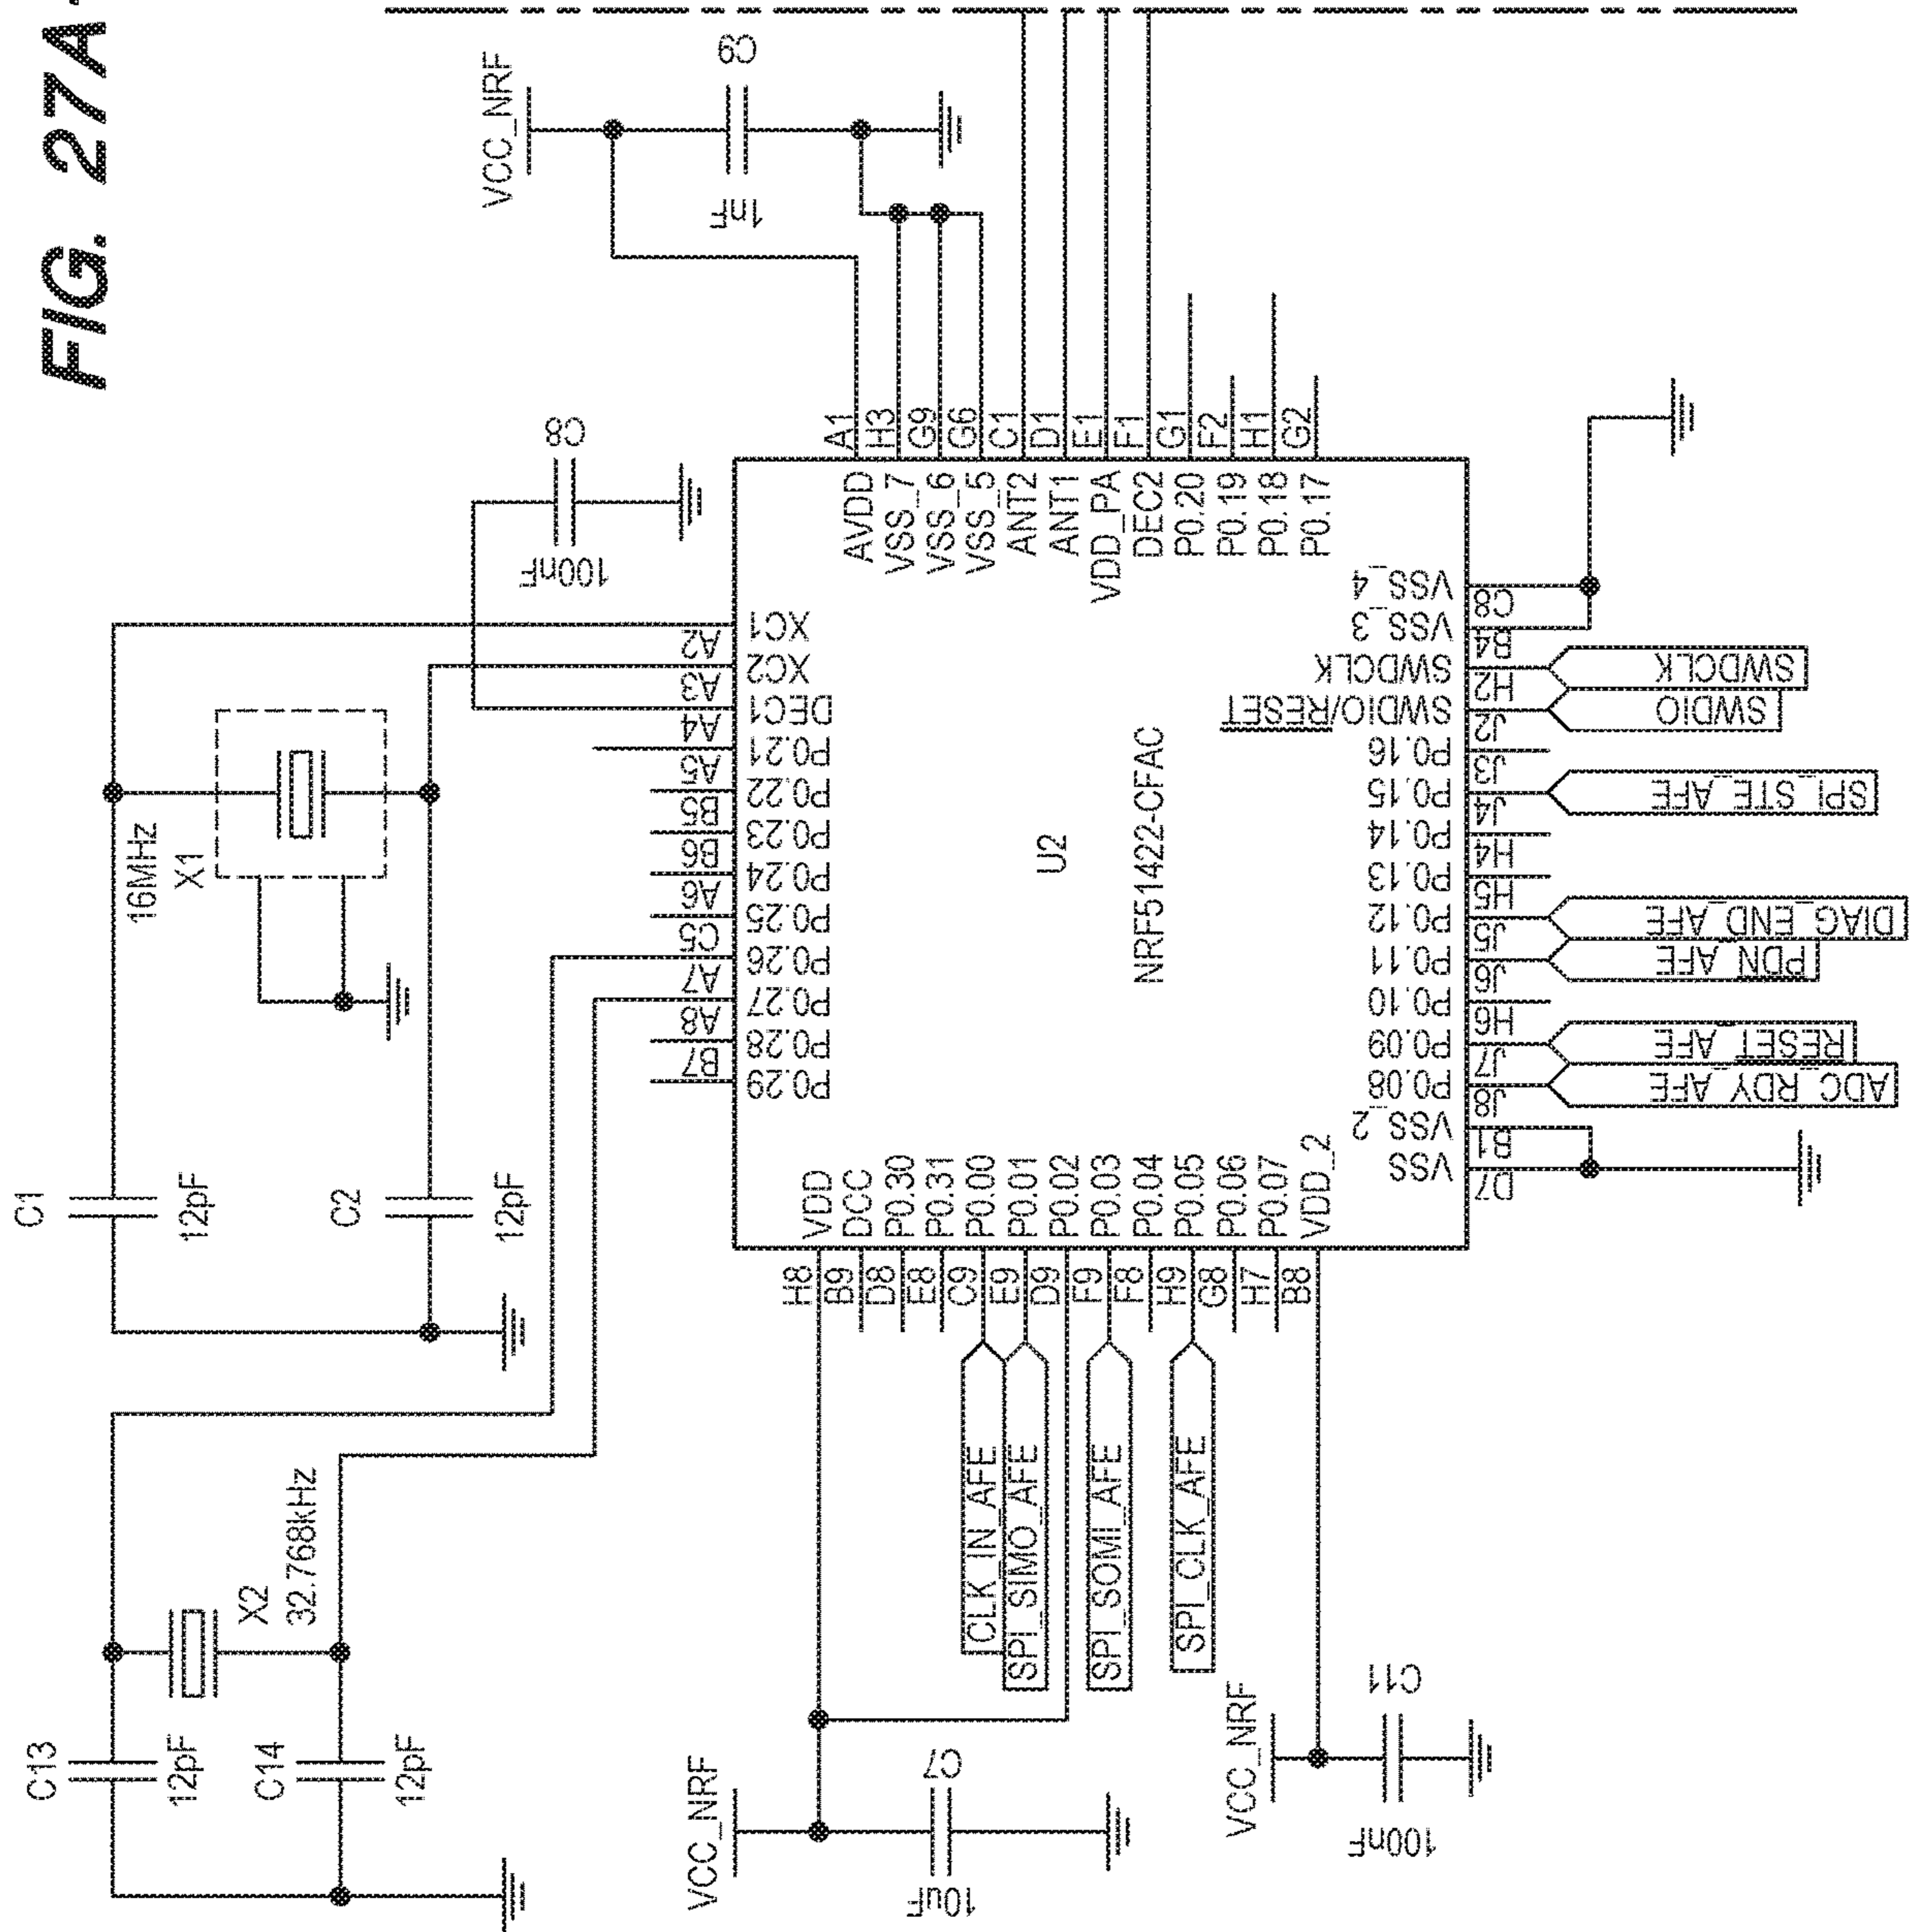 FIG. 27A
C1
12pF
C2
12pF
16MHz
X1
C13
12pF
C14
12pF
X2
32.768kHz
100nF
C8
VCC_NRF
1nF
C9
B7
A8
A7
C5
A6
B6
B5
A5
A4
A3
A2
P0.29
P0.28
P0.27
P0.26
P0.25
P0.24
P0.23
P0.22
P0.21
DEC1
XC2
XC1
U2
NRF51422-CFAC
H8 VDD
B9 DCC
D8 P0.30
E8 P0.31
C9 P0.00
E9 P0.01
D9 P0.02
F9 P0.03
F8 P0.04
H9 P0.05
G8 P0.06
H7 P0.07
B8 VDD_2
CLK_IN_AFE
SPI_SIMO_AFE
SPI_SOMI_AFE
SPI_CLK_AFE
AVDD A1
VSS_7 H3
VSS_6 G9
VSS_5 G6
ANT2 C1
ANT1 D1
VDD_PA E1
DEC2 F1
P0.20 G1
P0.19 F2
P0.18 H1
P0.17 G2
VSS
VSS_2
P0.08
P0.09
P0.10
P0.11
P0.12
P0.13
P0.14
P0.15
P0.16
SWDIO/RESET
SWDCLK
VSS_3
VSS_4
D7
B1
J8
J7
H6
J6
J5
H5
H4
J4
J3
J2
H2
B4
C8
ADC_RDY_AFE
RESET_AFE
PDN_AFE
DIAG_END_AFE
SPI_STE_AFE
SWDIO
SWDCLK
VCC_NRF
10uF
C7
VCC_NRF
100nF
C11